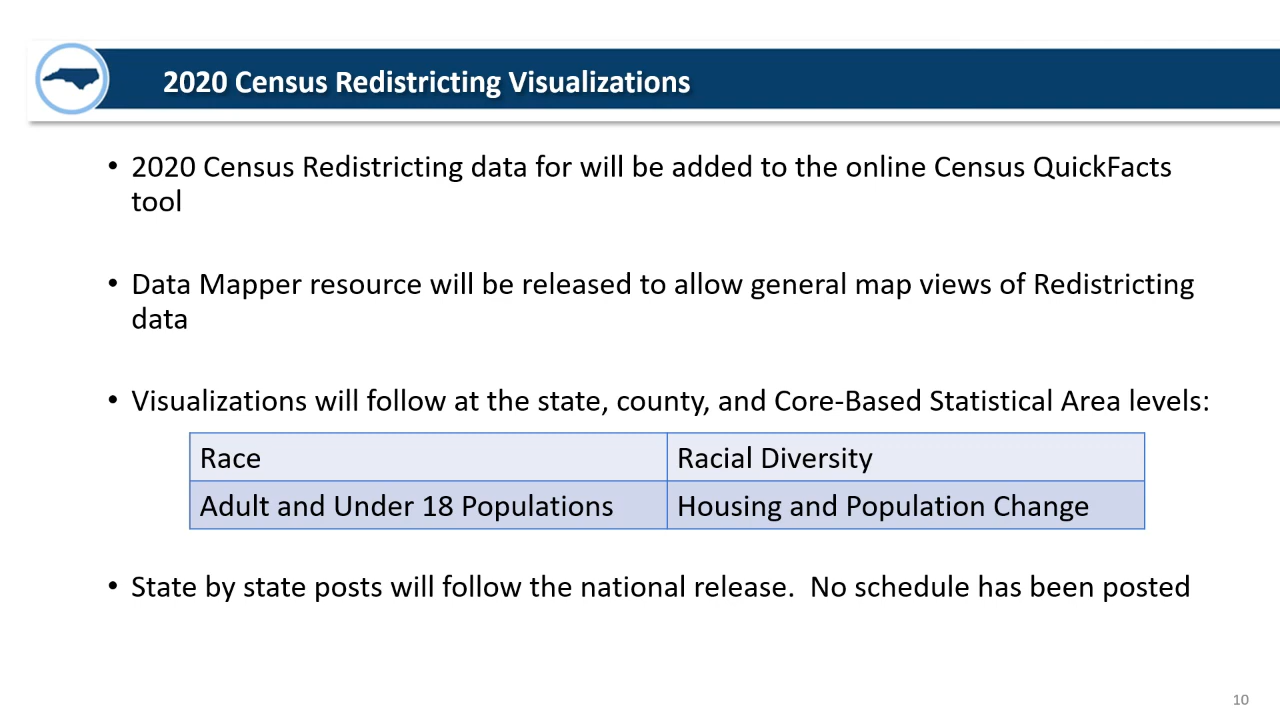 2020 Census Redistricting Visualizations
• 2020 Census Redistricting data for will be added to the online Census QuickFacts
tool
• Data Mapper resource will be released to allow general map views of Redistricting
data
• Visualizations will follow at the state, county, and Core-Based Statistical Area levels:
Race
Racial Diversity
Adult and Under 18 Populations
Housing and Population Change
• State by state posts will follow the national release.  No schedule has been posted
10